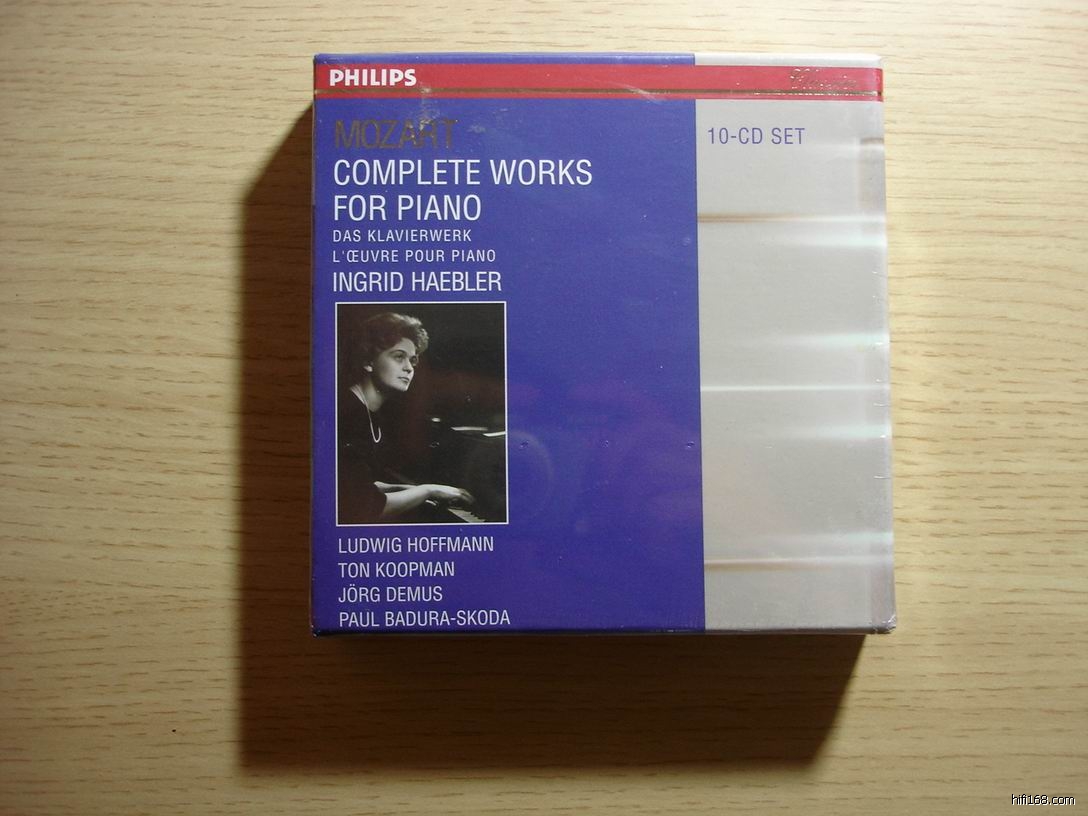 PHILIPS
MOZART
10-CD SET
COMPLETE WORKS
FOR PIANO
DAS KLAVIERWERK
L'ŒUVRE POUR PIANO
INGRID HAEBLER
LUDWIG HOFFMANN
TON KOOPMAN
JÖRG DEMUS
PAUL BADURA-SKODA
hifi168.com